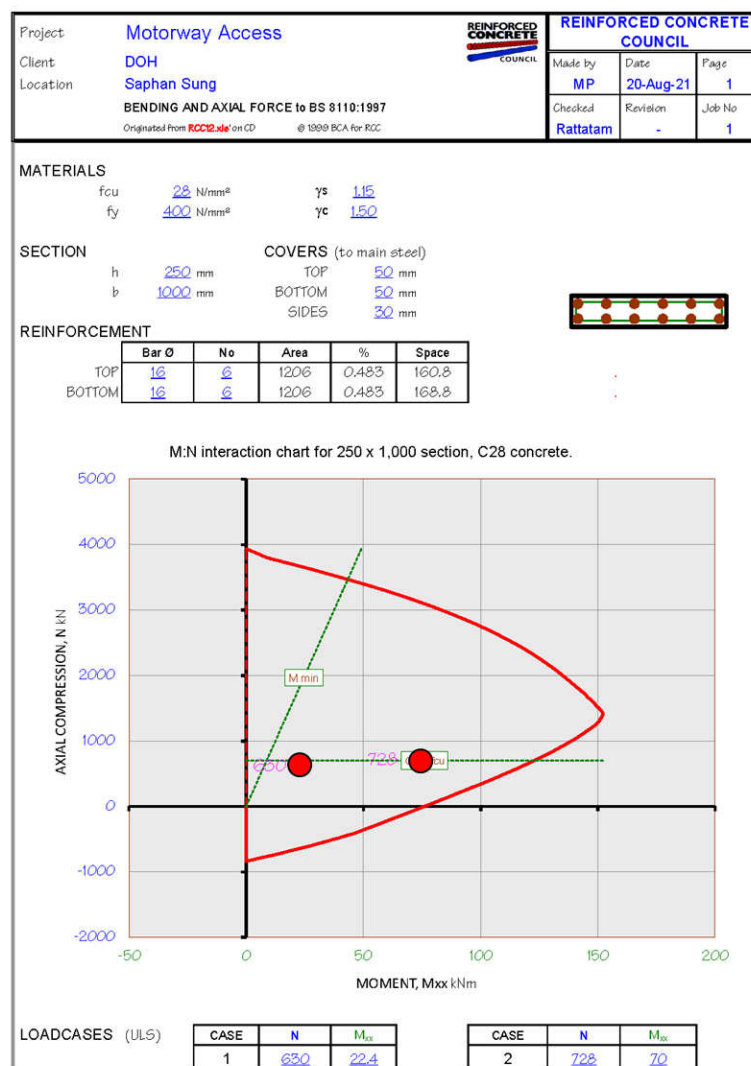 Project Motorway Access
REINFORCED CONCRETE COUNCIL
REINFORCED CONCRETE COUNCIL
Client DOH
Made by Date Page
Location Saphan Sung
MP 20-Aug-21 1
BENDING AND AXIAL FORCE to BS 8110:1997
Checked Revision Job No
Originated from RCC12.xls' on CD @ 1999 BCA for RCC
Rattatam - 1
MATERIALS
fcu 28 N/mm² γs 1.15
fy 400 N/mm² γc 1.50
SECTION COVERS (to main steel)
h 250 mm TOP 50 mm
b 1000 mm BOTTOM 50 mm
SIDES 30 mm
REINFORCEMENT
Bar Ø No Area % Space
TOP 16 6 1206 0.483 160.8
BOTTOM 16 6 1206 0.483 168.8
M:N interaction chart for 250 x 1,000 section, C28 concrete.
5000
4000
3000
2000
1000
0
-1000
-2000
AXIAL COMPRESSION, N kN
M min
630
728
fcu
-50 0 50 100 150 200
MOMENT, Mxx kNm
LOADCASES (ULS)
CASE N Mxx CASE N Mxx
1 630 22.4 2 728 70